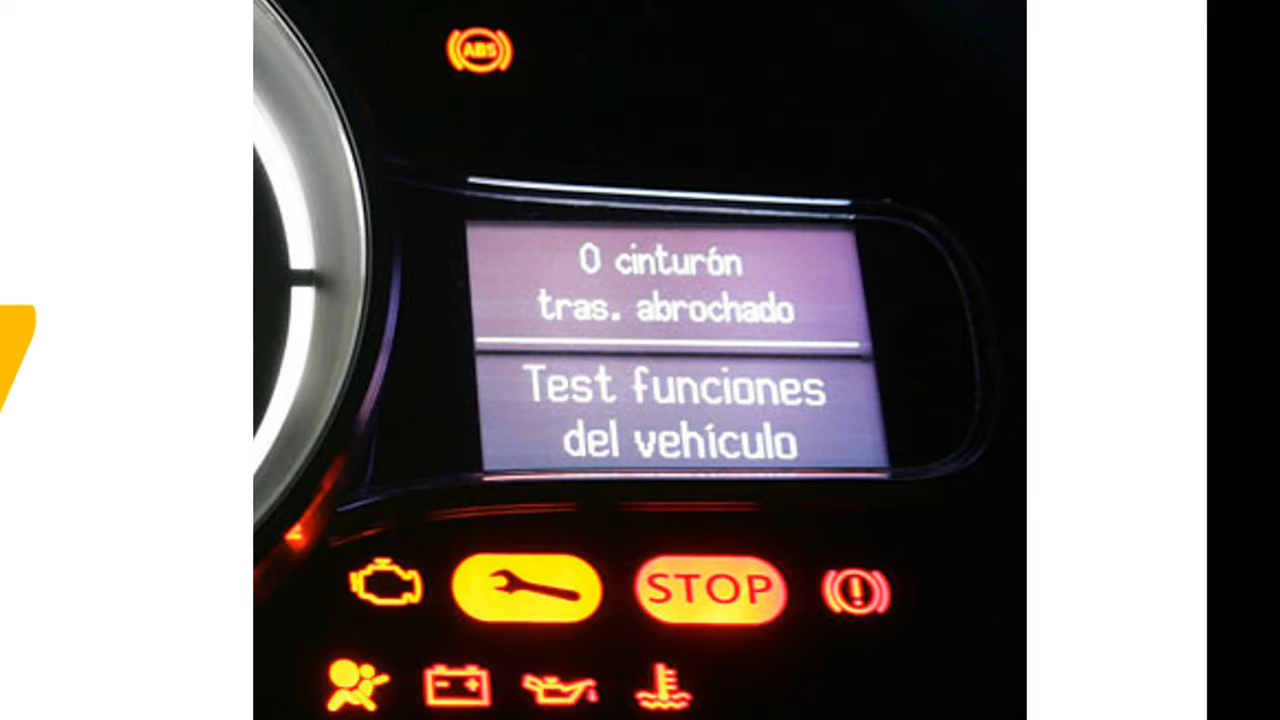 ABS
0 cinturón
tras. abrochado
Test funciones
del vehículo
STOP